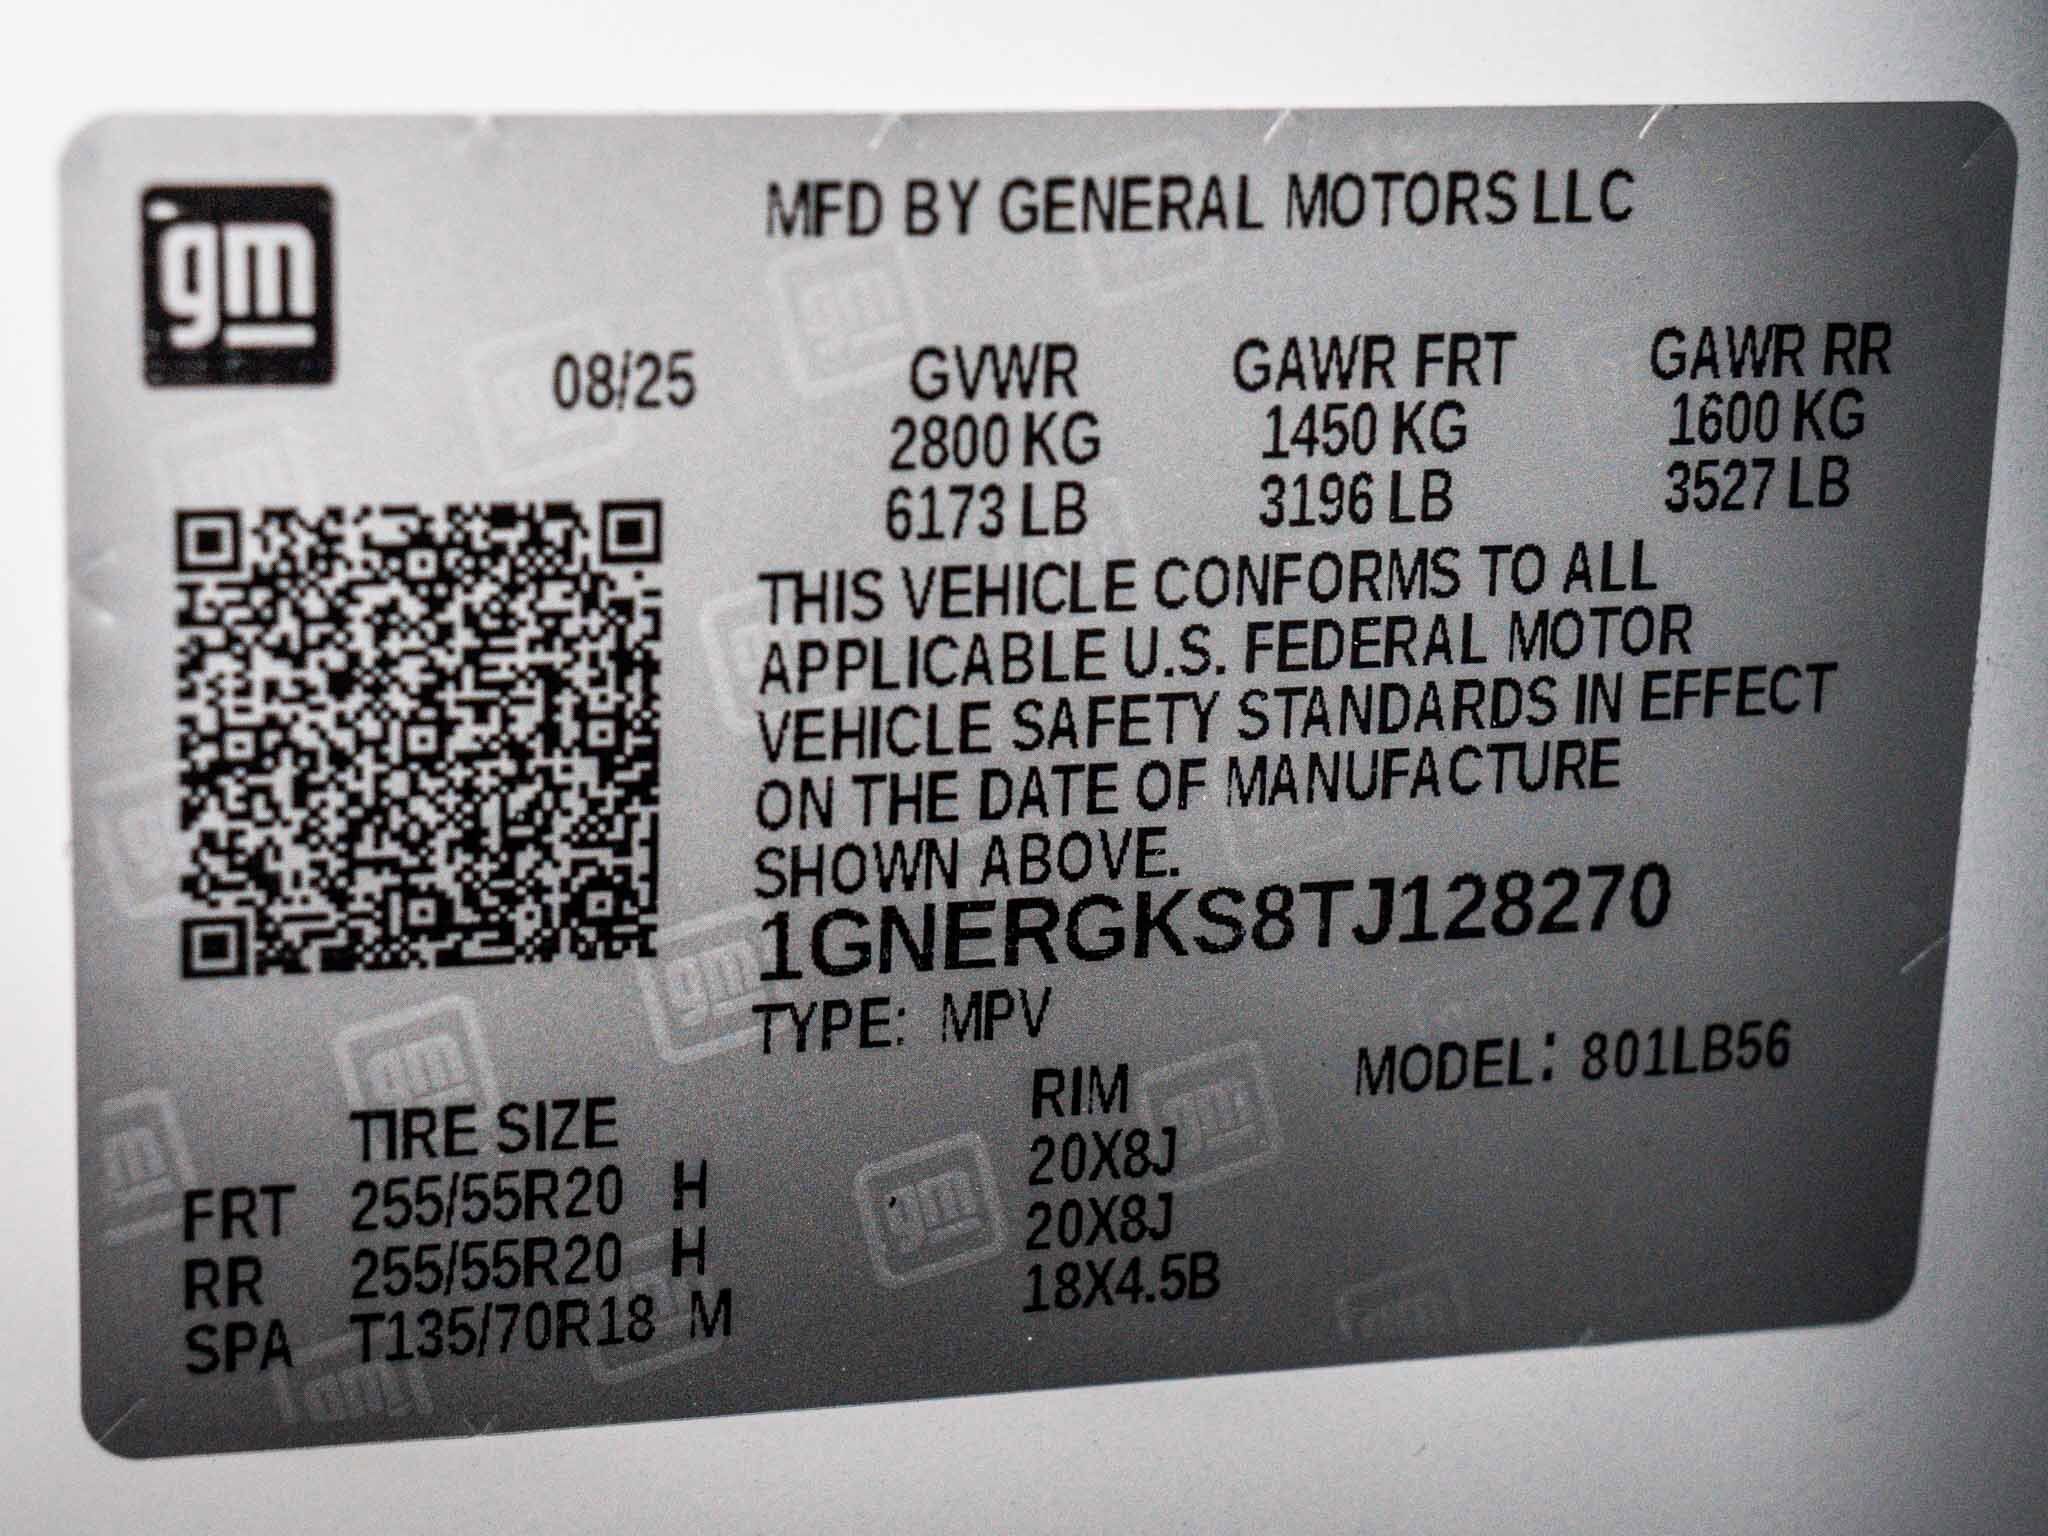 gm
MFD BY GENERAL MOTORS LLC
08/25
GVWR GAWR FRT GAWR RR
2800 KG 1450 KG 1600 KG
6173 LB 3196 LB 3527 LB
THIS VEHICLE CONFORMS TO ALL
APPLICABLE U.S. FEDERAL MOTOR
VEHICLE SAFETY STANDARDS IN EFFECT
ON THE DATE OF MANUFACTURE
SHOWN ABOVE.
1GNERGKS8TJ128270
TYPE: MPV MODEL: 801LB56
TIRE SIZE RIM
FRT 255/55R20 H 20X8J
RR 255/55R20 H 20X8J
SPA T135/70R18 M 18X4.5B